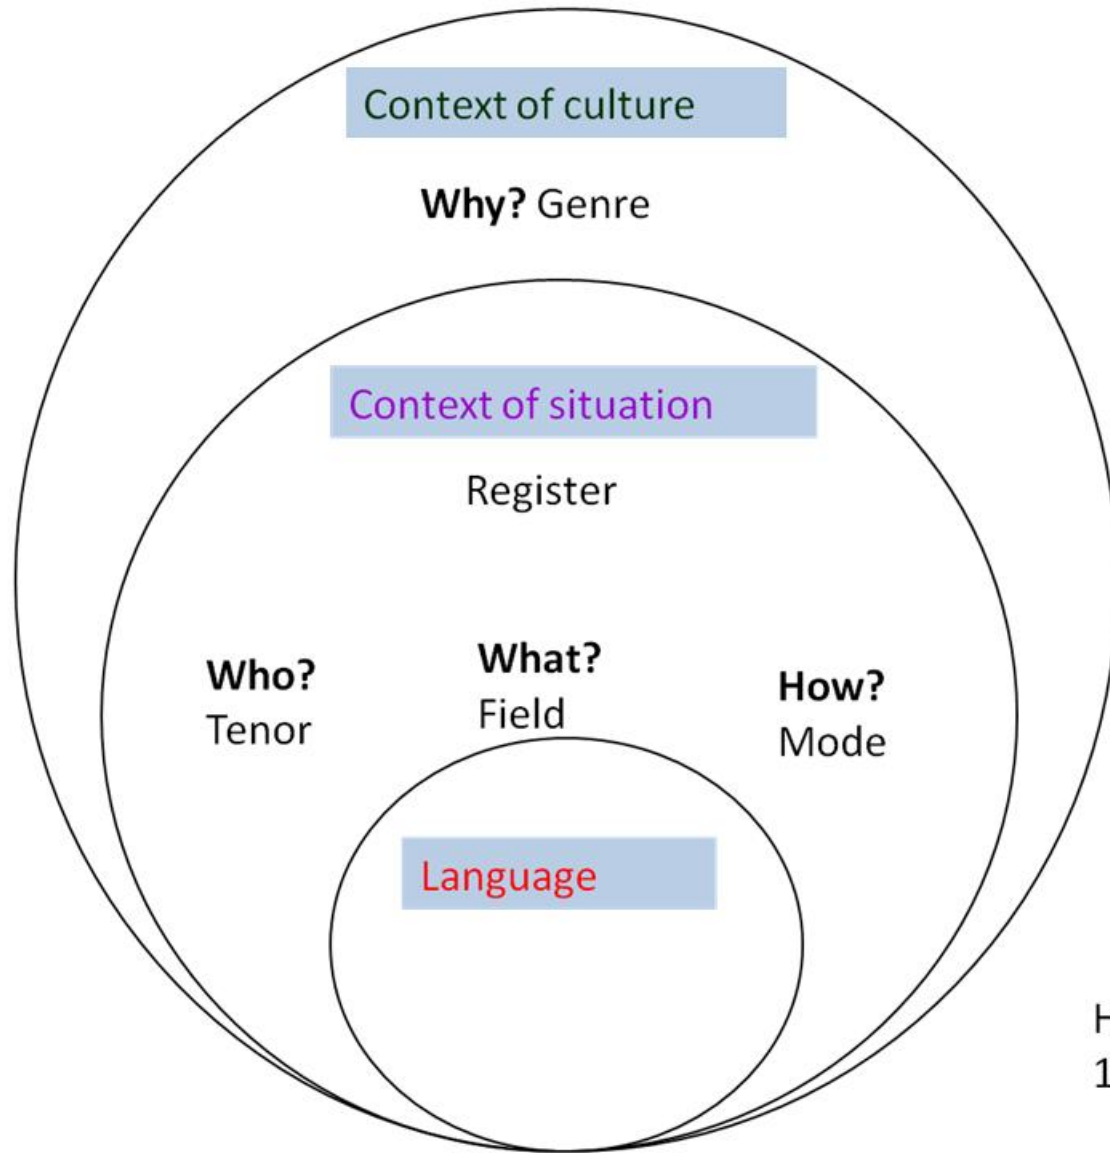 Context of culture
Why? Genre
Context of situation
Register
Who?
Tenor
What?
Field
How?
Mode
Language